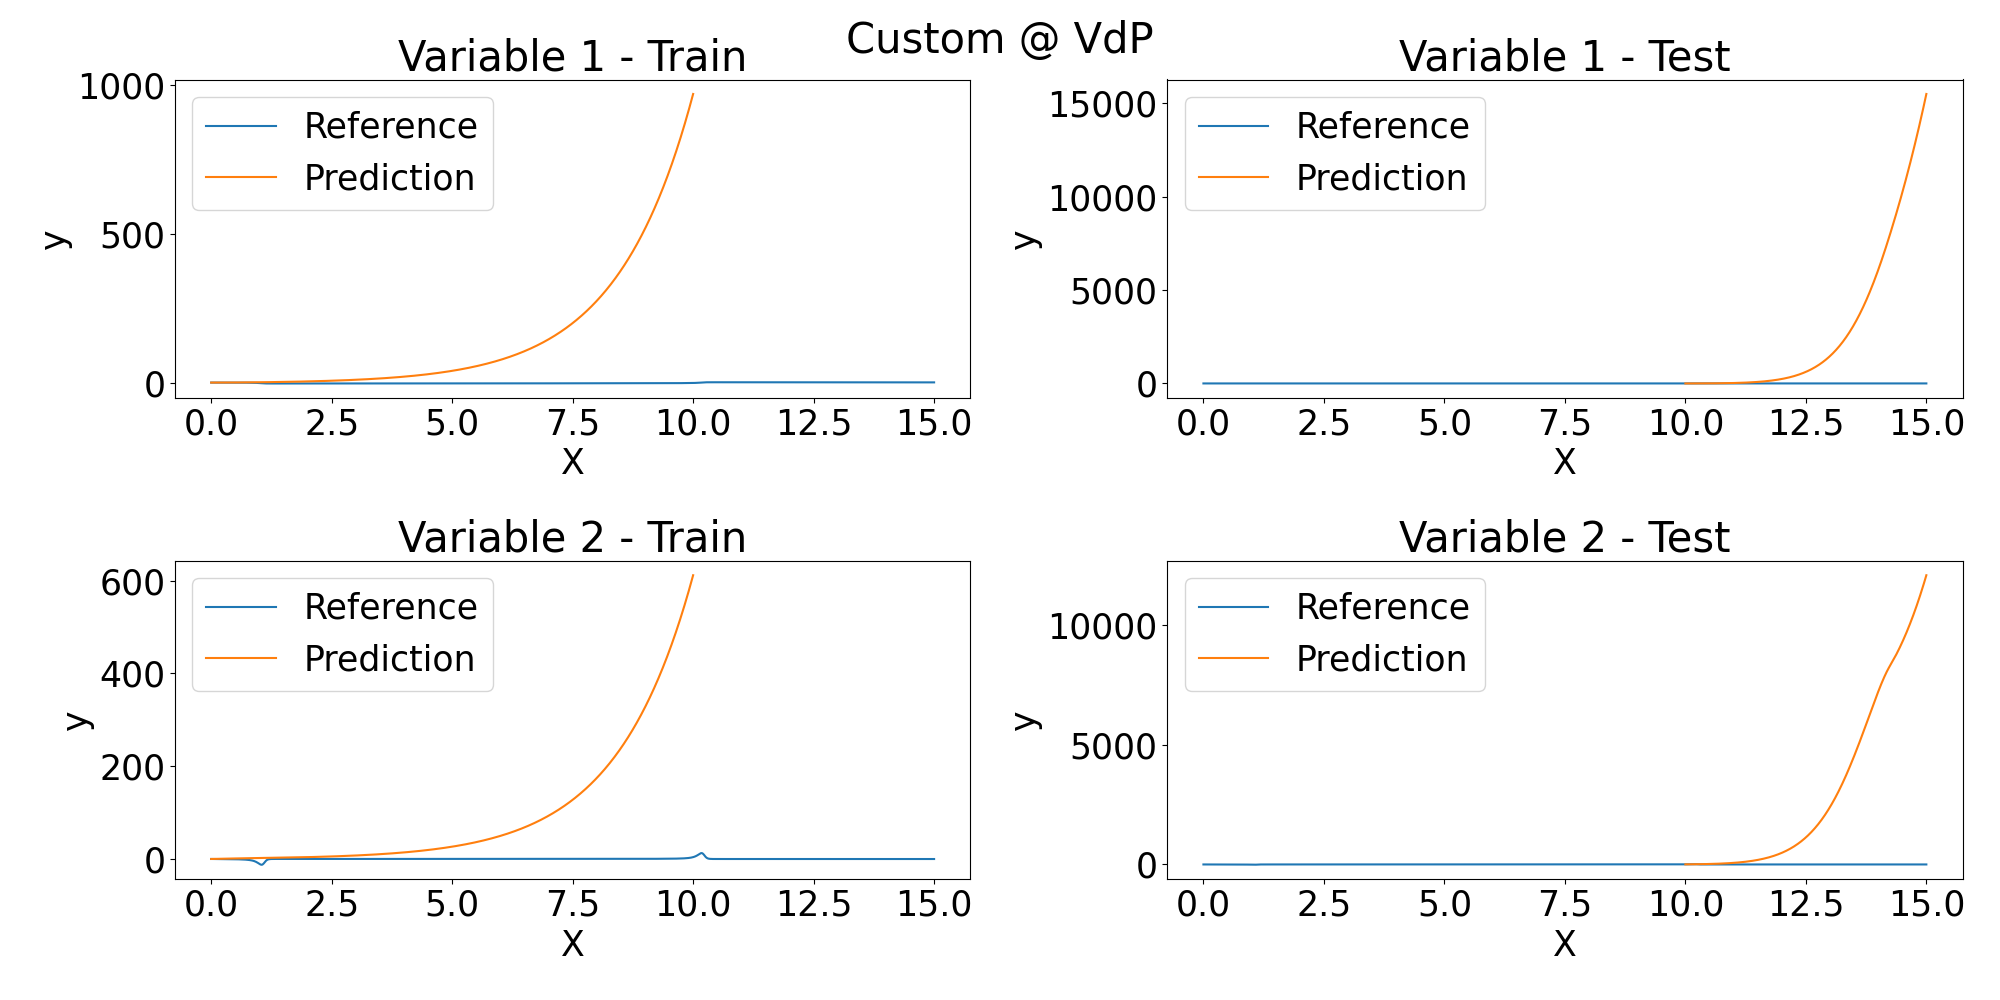 Custom @ VdP
Variable 1 - Train
1000
500
0
y
Reference
Prediction
0.0 2.5 5.0 7.5 10.0 12.5 15.0
X
Variable 1 - Test
15000
10000
5000
0
y
Reference
Prediction
0.0 2.5 5.0 7.5 10.0 12.5 15.0
X
Variable 2 - Train
600
400
200
0
y
Reference
Prediction
0.0 2.5 5.0 7.5 10.0 12.5 15.0
X
Variable 2 - Test
10000
5000
0
y
Reference
Prediction
0.0 2.5 5.0 7.5 10.0 12.5 15.0
X